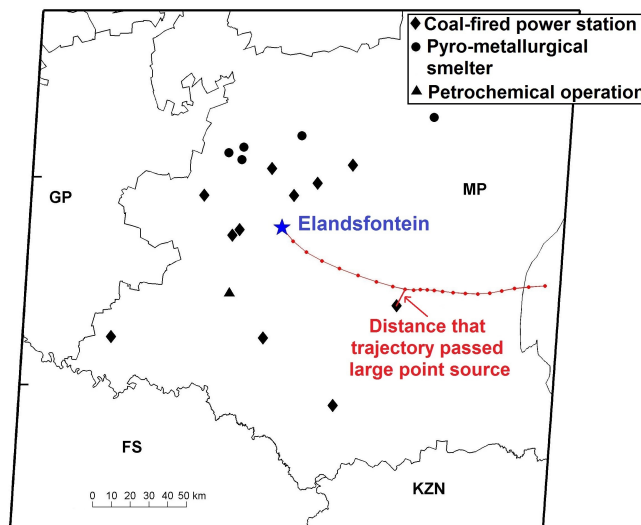 Coal-fired power station
Pyro-metallurgical
smelter
Petrochemical operation
GP
MP
Elandsfontein
Distance that
trajectory passed
large point source
FS
KZN
0 10 20 30 40 50 km